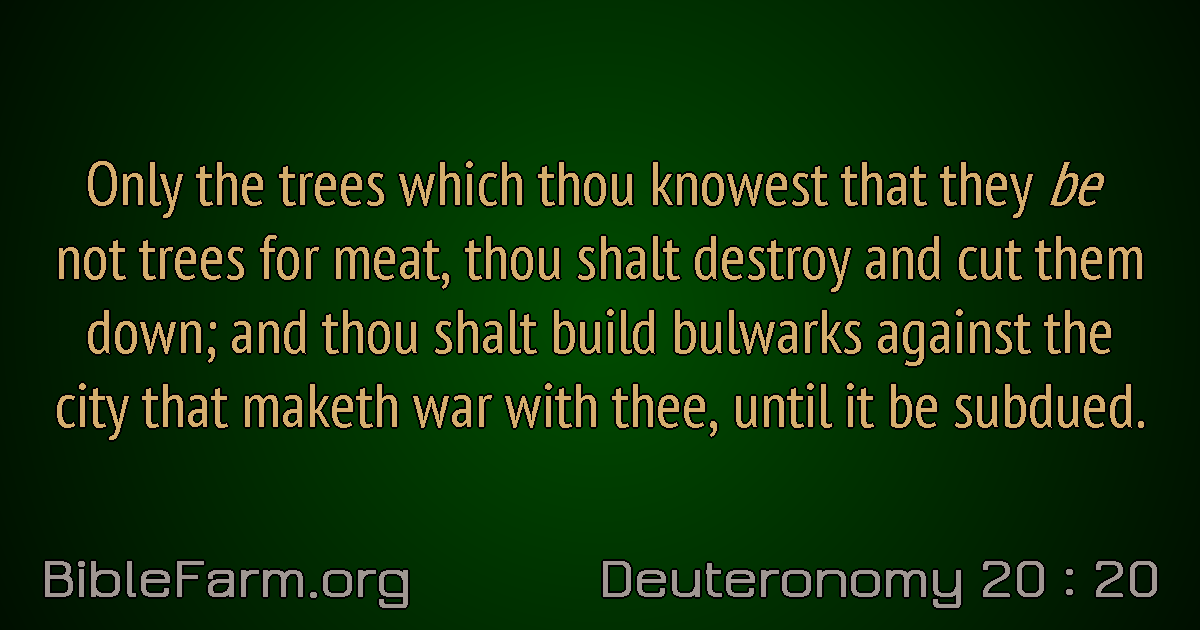 Only the trees which thou knowest that they be
not trees for meat, thou shalt destroy and cut them
down; and thou shalt build bulwarks against the
city that maketh war with thee, until it be subdued.
BibleFarm.org
Deuteronomy 20 : 20